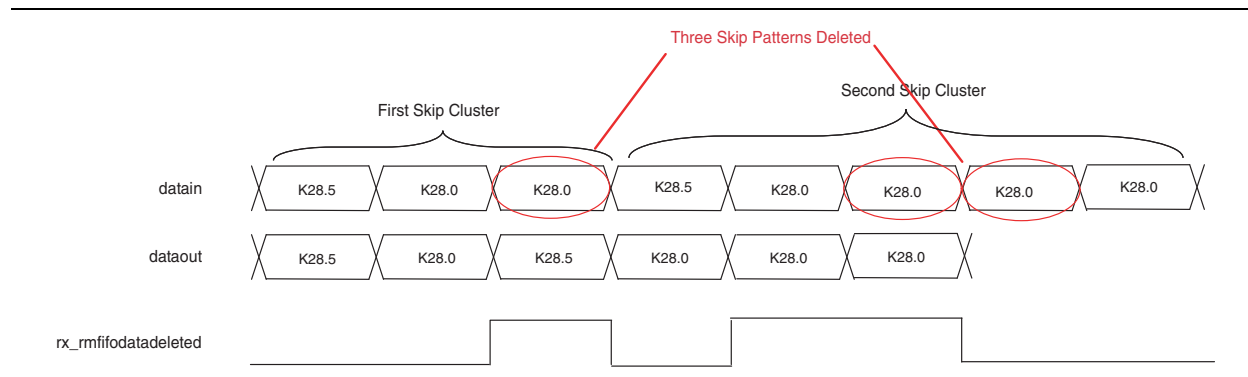 Three Skip Patterns Deleted
First Skip Cluster
Second Skip Cluster
datain K28.5 K28.0 K28.0 K28.5 K28.0 K28.0 K28.0 K28.0
dataout K28.5 K28.0 K28.5 K28.0 K28.0 K28.0
rx_rmfifodatadeleted